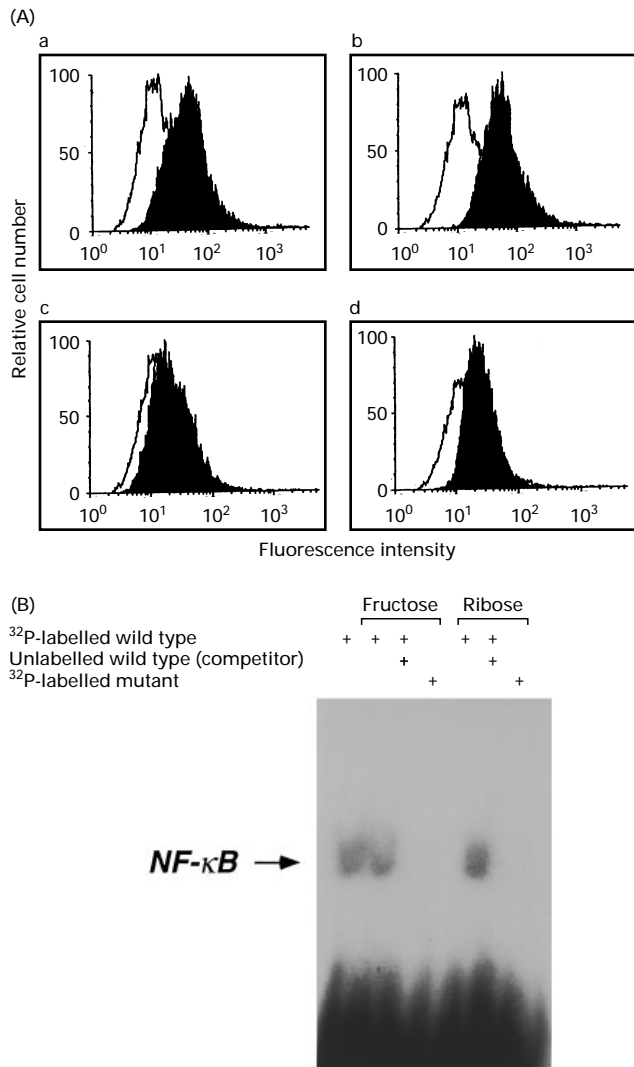 (A)
a
b
100
50
0
10⁰ 10¹ 10² 10³
100
50
0
10⁰ 10¹ 10² 10³
c
d
100
50
0
10⁰ 10¹ 10² 10³
100
50
0
10⁰ 10¹ 10² 10³
Relative cell number
Fluorescence intensity
(B)
Fructose Ribose
³²P-labelled wild type + + + + +
Unlabelled wild type (competitor) + +
³²P-labelled mutant + +
NF-κB